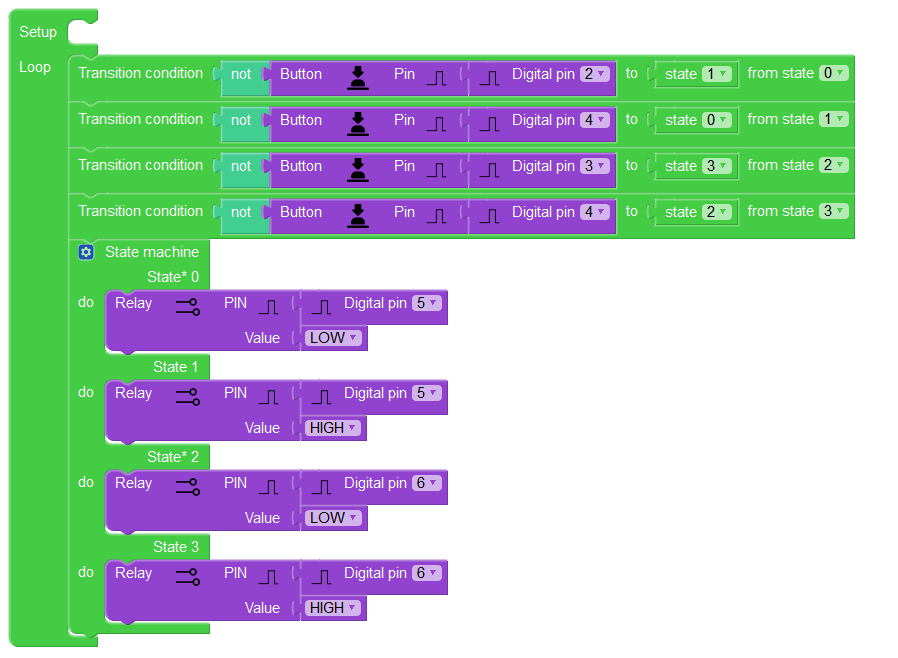 Setup
Loop
Transition condition not Button Pin Digital pin 2 to state 1 from state 0
Transition condition not Button Pin Digital pin 4 to state 0 from state 1
Transition condition not Button Pin Digital pin 3 to state 3 from state 2
Transition condition not Button Pin Digital pin 4 to state 2 from state 3
State machine
State* 0
do Relay PIN Digital pin 5
Value LOW
State 1
do Relay PIN Digital pin 5
Value HIGH
State* 2
do Relay PIN Digital pin 6
Value LOW
State 3
do Relay PIN Digital pin 6
Value HIGH